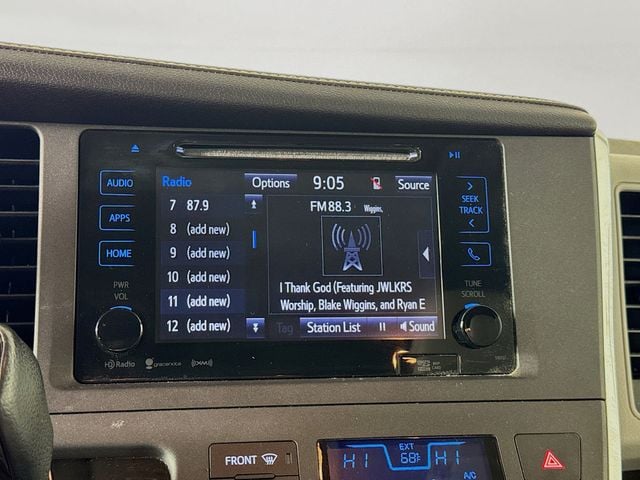 AUDIO
APPS
HOME
PWR
VOL
HD Radio
gracenote
(XM)
Radio
Options
9:05
Source
7 87.9
8 (add new)
9 (add new)
10 (add new)
11 (add new)
12 (add new)
FM 88.3
Wiggins,
I Thank God (Featuring JWLKRS
Worship, Blake Wiggins, and Ryan E
Tag
Station List
Sound
SEEK
TRACK
TUNE
SCROLL
FRONT
HI
EXT
68°F
HI
A/C